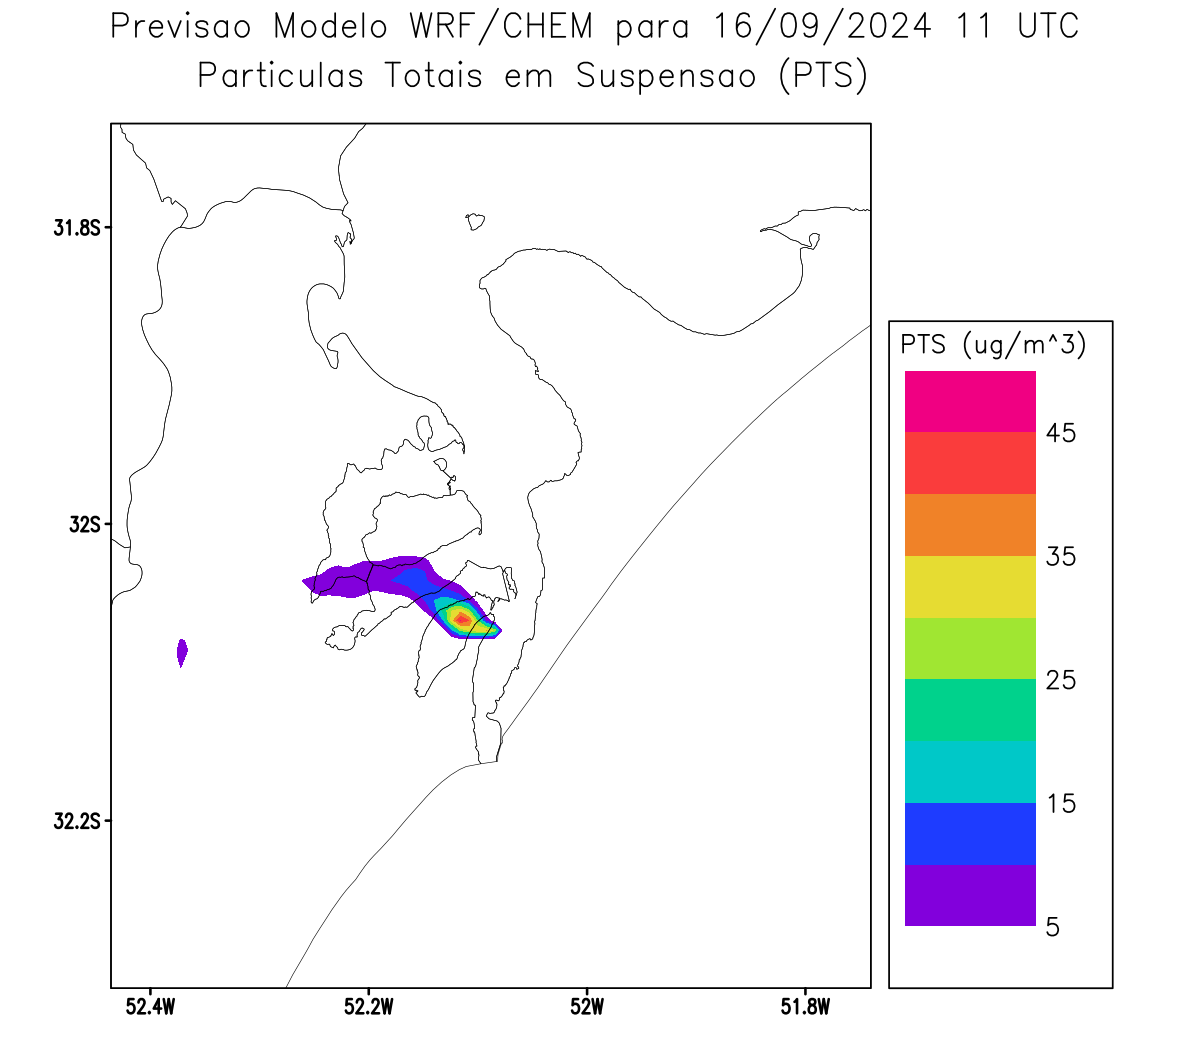 Previsao Modelo WRF/CHEM para 16/09/2024 11 UTC
Particulas Totais em Suspensao (PTS)
31.8S
32S
32.2S
52.4W
52.2W
52W
51.8W
PTS (ug/m^3)
45
35
25
15
5